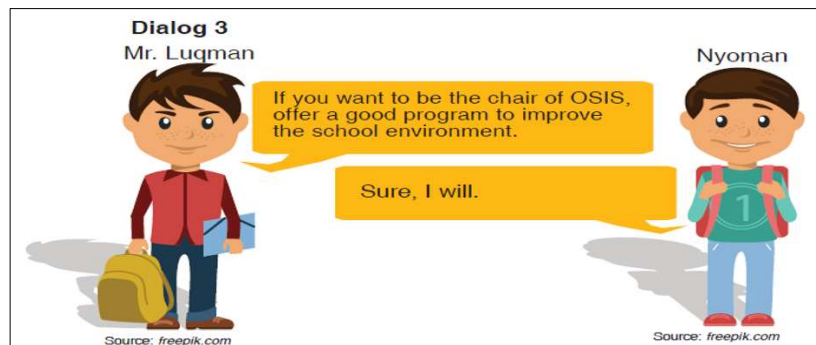 Dialog 3
Mr. Luqman
Nyoman
If you want to be the chair of OSIS,
offer a good program to improve
the school environment.
Sure, I will.
1
Source: freepik.com
Source: freepik.com